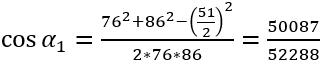 cos α₁ = (76² + 86² − (51/2)²) / (2∗76∗86) = 50087/52288